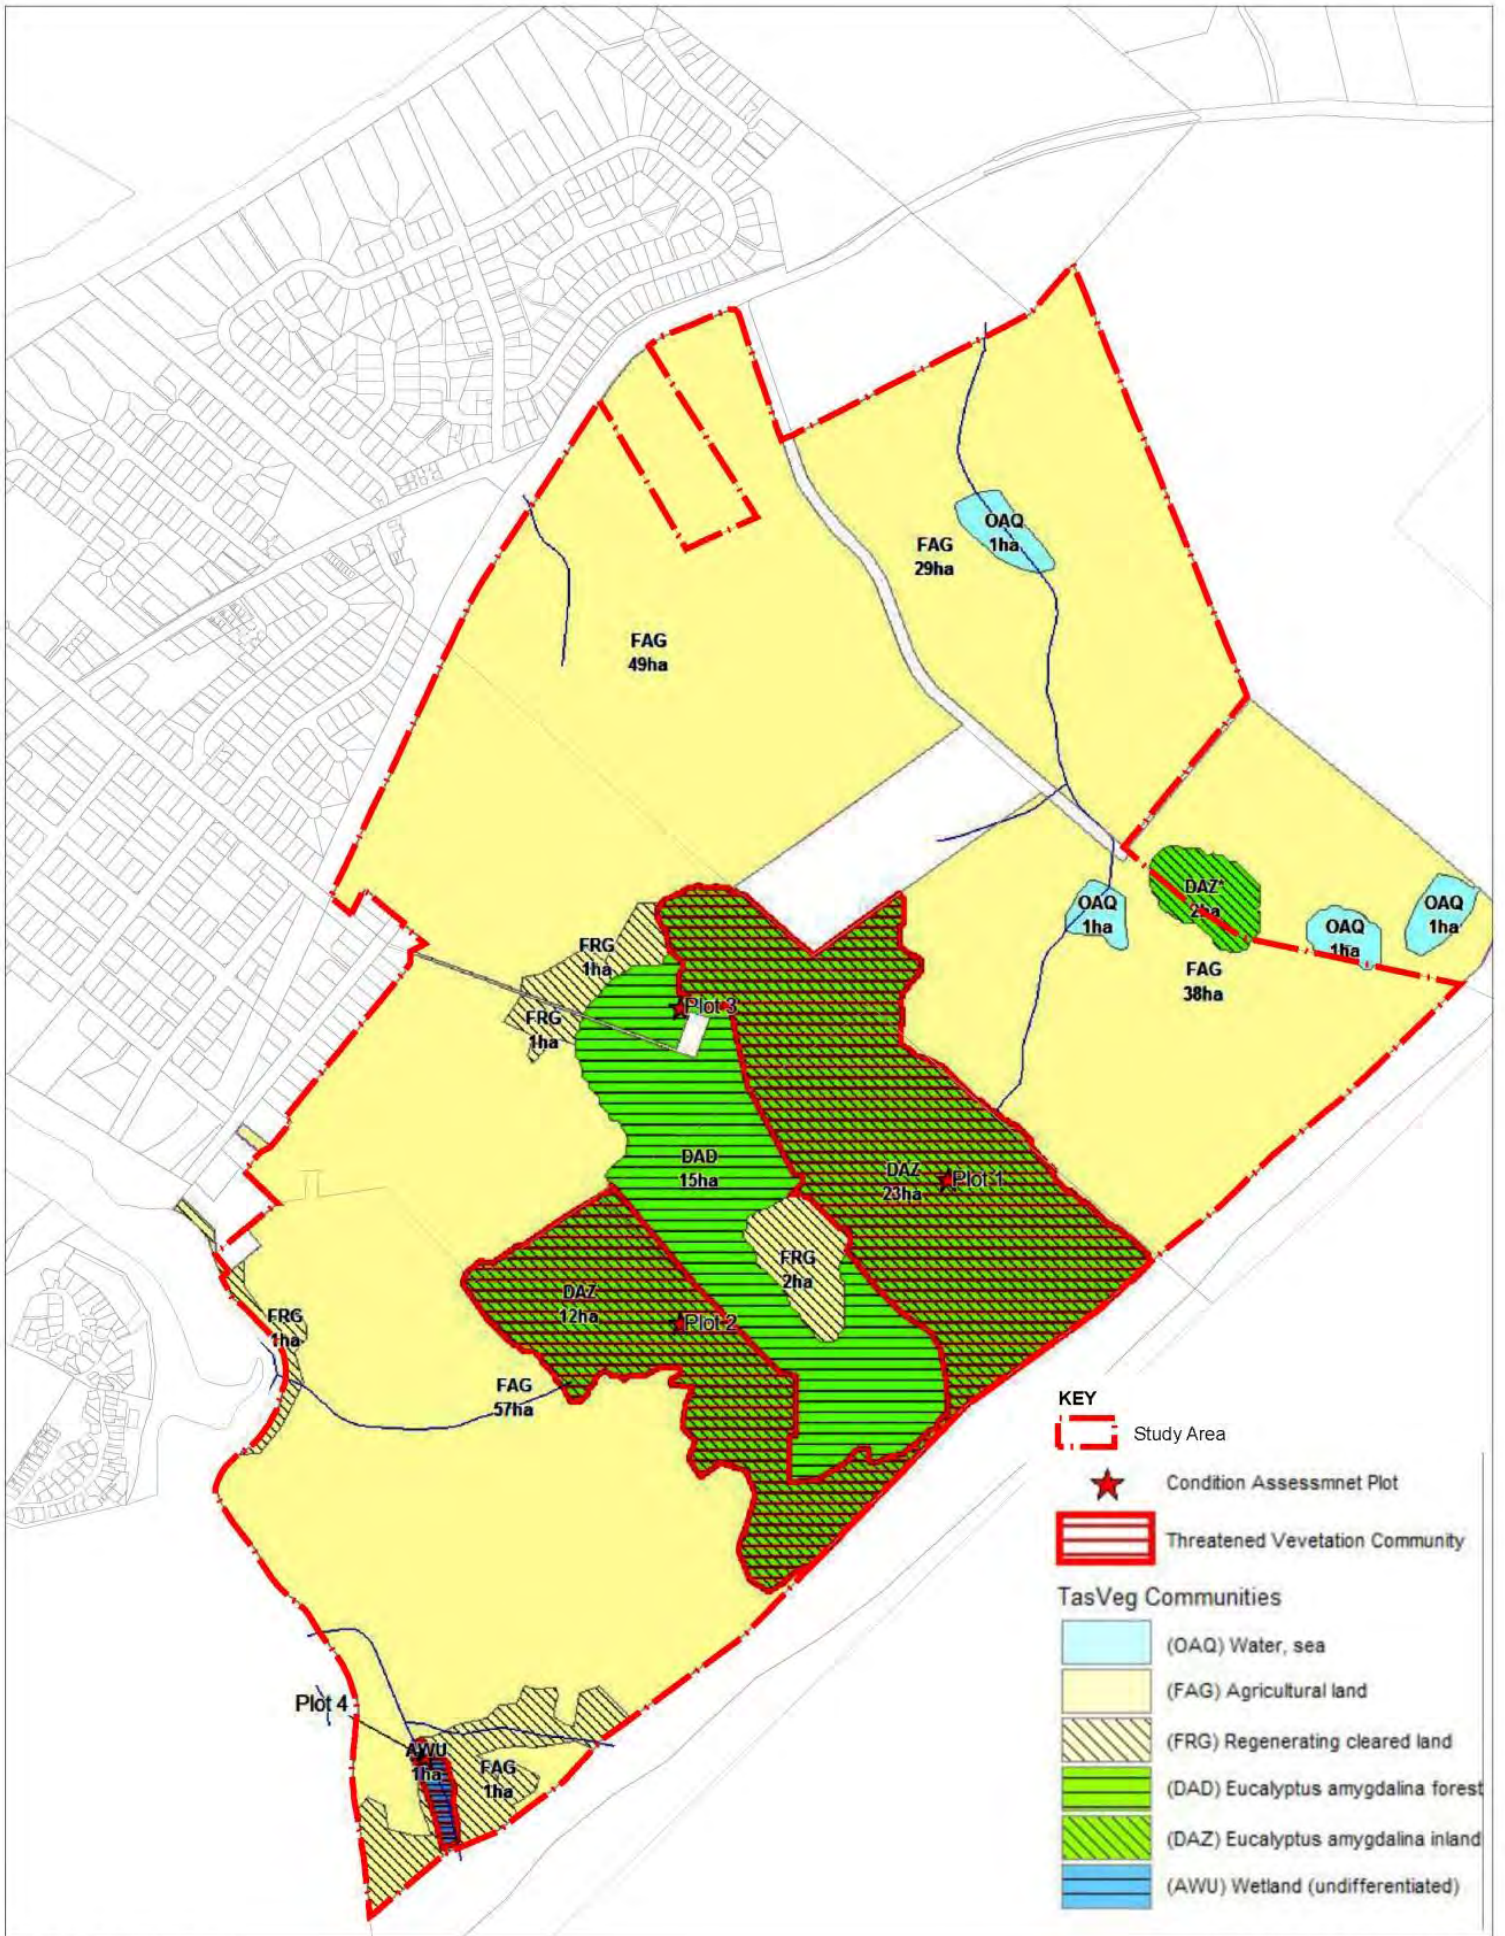 OAQ
1ha
FAG
29ha
FAG
49ha
DAZ*
2ha
OAQ
1ha
OAQ
1ha
OAQ
1ha
FAG
38ha
FRG
1ha
FRG
1ha
Plot 3
DAD
15ha
DAZ
23ha
Plot 1
FRG
2ha
DAZ
12ha
Plot 2
FRG
1ha
FAG
57ha
Plot 4
AWU
1ha
FAG
1ha
KEY
Study Area
Condition Assessmnet Plot
Threatened Vevetation Community
TasVeg Communities
(OAQ) Water, sea
(FAG) Agricultural land
(FRG) Regenerating cleared land
(DAD) Eucalyptus amygdalina forest
(DAZ) Eucalyptus amygdalina inland
(AWU) Wetland (undifferentiated)